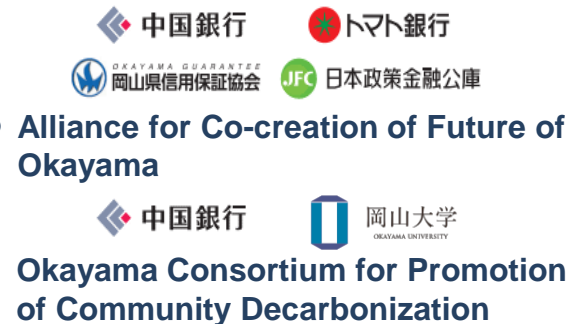 中国銀行 トマト銀行
OKAYAMA GUARANTEE
岡山県信用保証協会 JFC 日本政策金融公庫
Alliance for Co-creation of Future of
Okayama
中国銀行 岡山大学
OKAYAMA UNIVERSITY
Okayama Consortium for Promotion
of Community Decarbonization